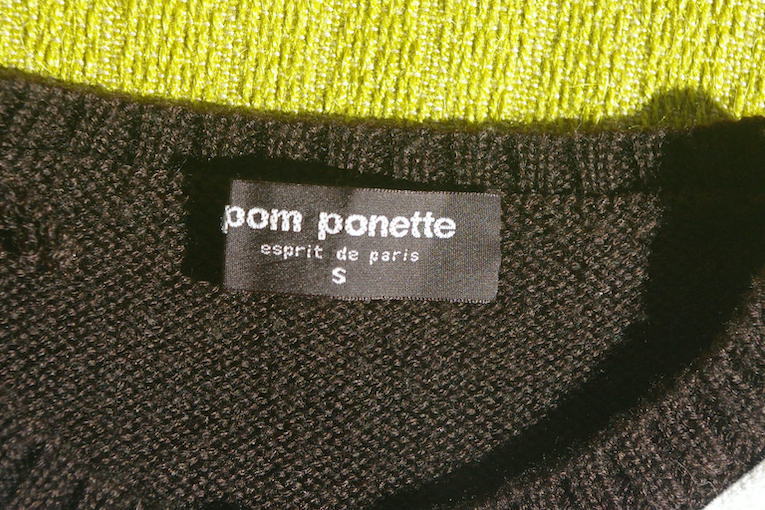 pom ponette
esprit de paris
S